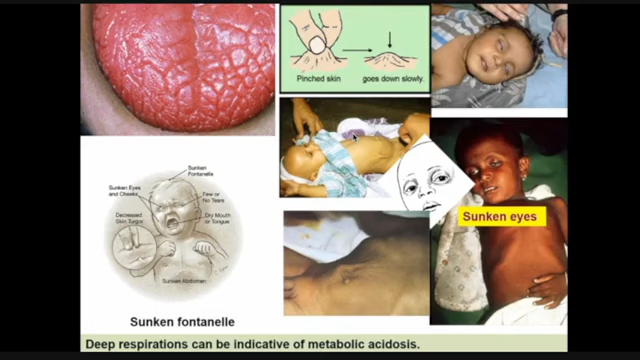 Pinched skin
goes down slowly.
Sunken
Fontanelle
Sunken Eyes
and Cheeks
Few or
No Tears
Decreased
Skin Turgor
Dry Mouth
or Tongue
Sunken Abdomen
Sunken eyes
Sunken fontanelle
Deep respirations can be indicative of metabolic acidosis.